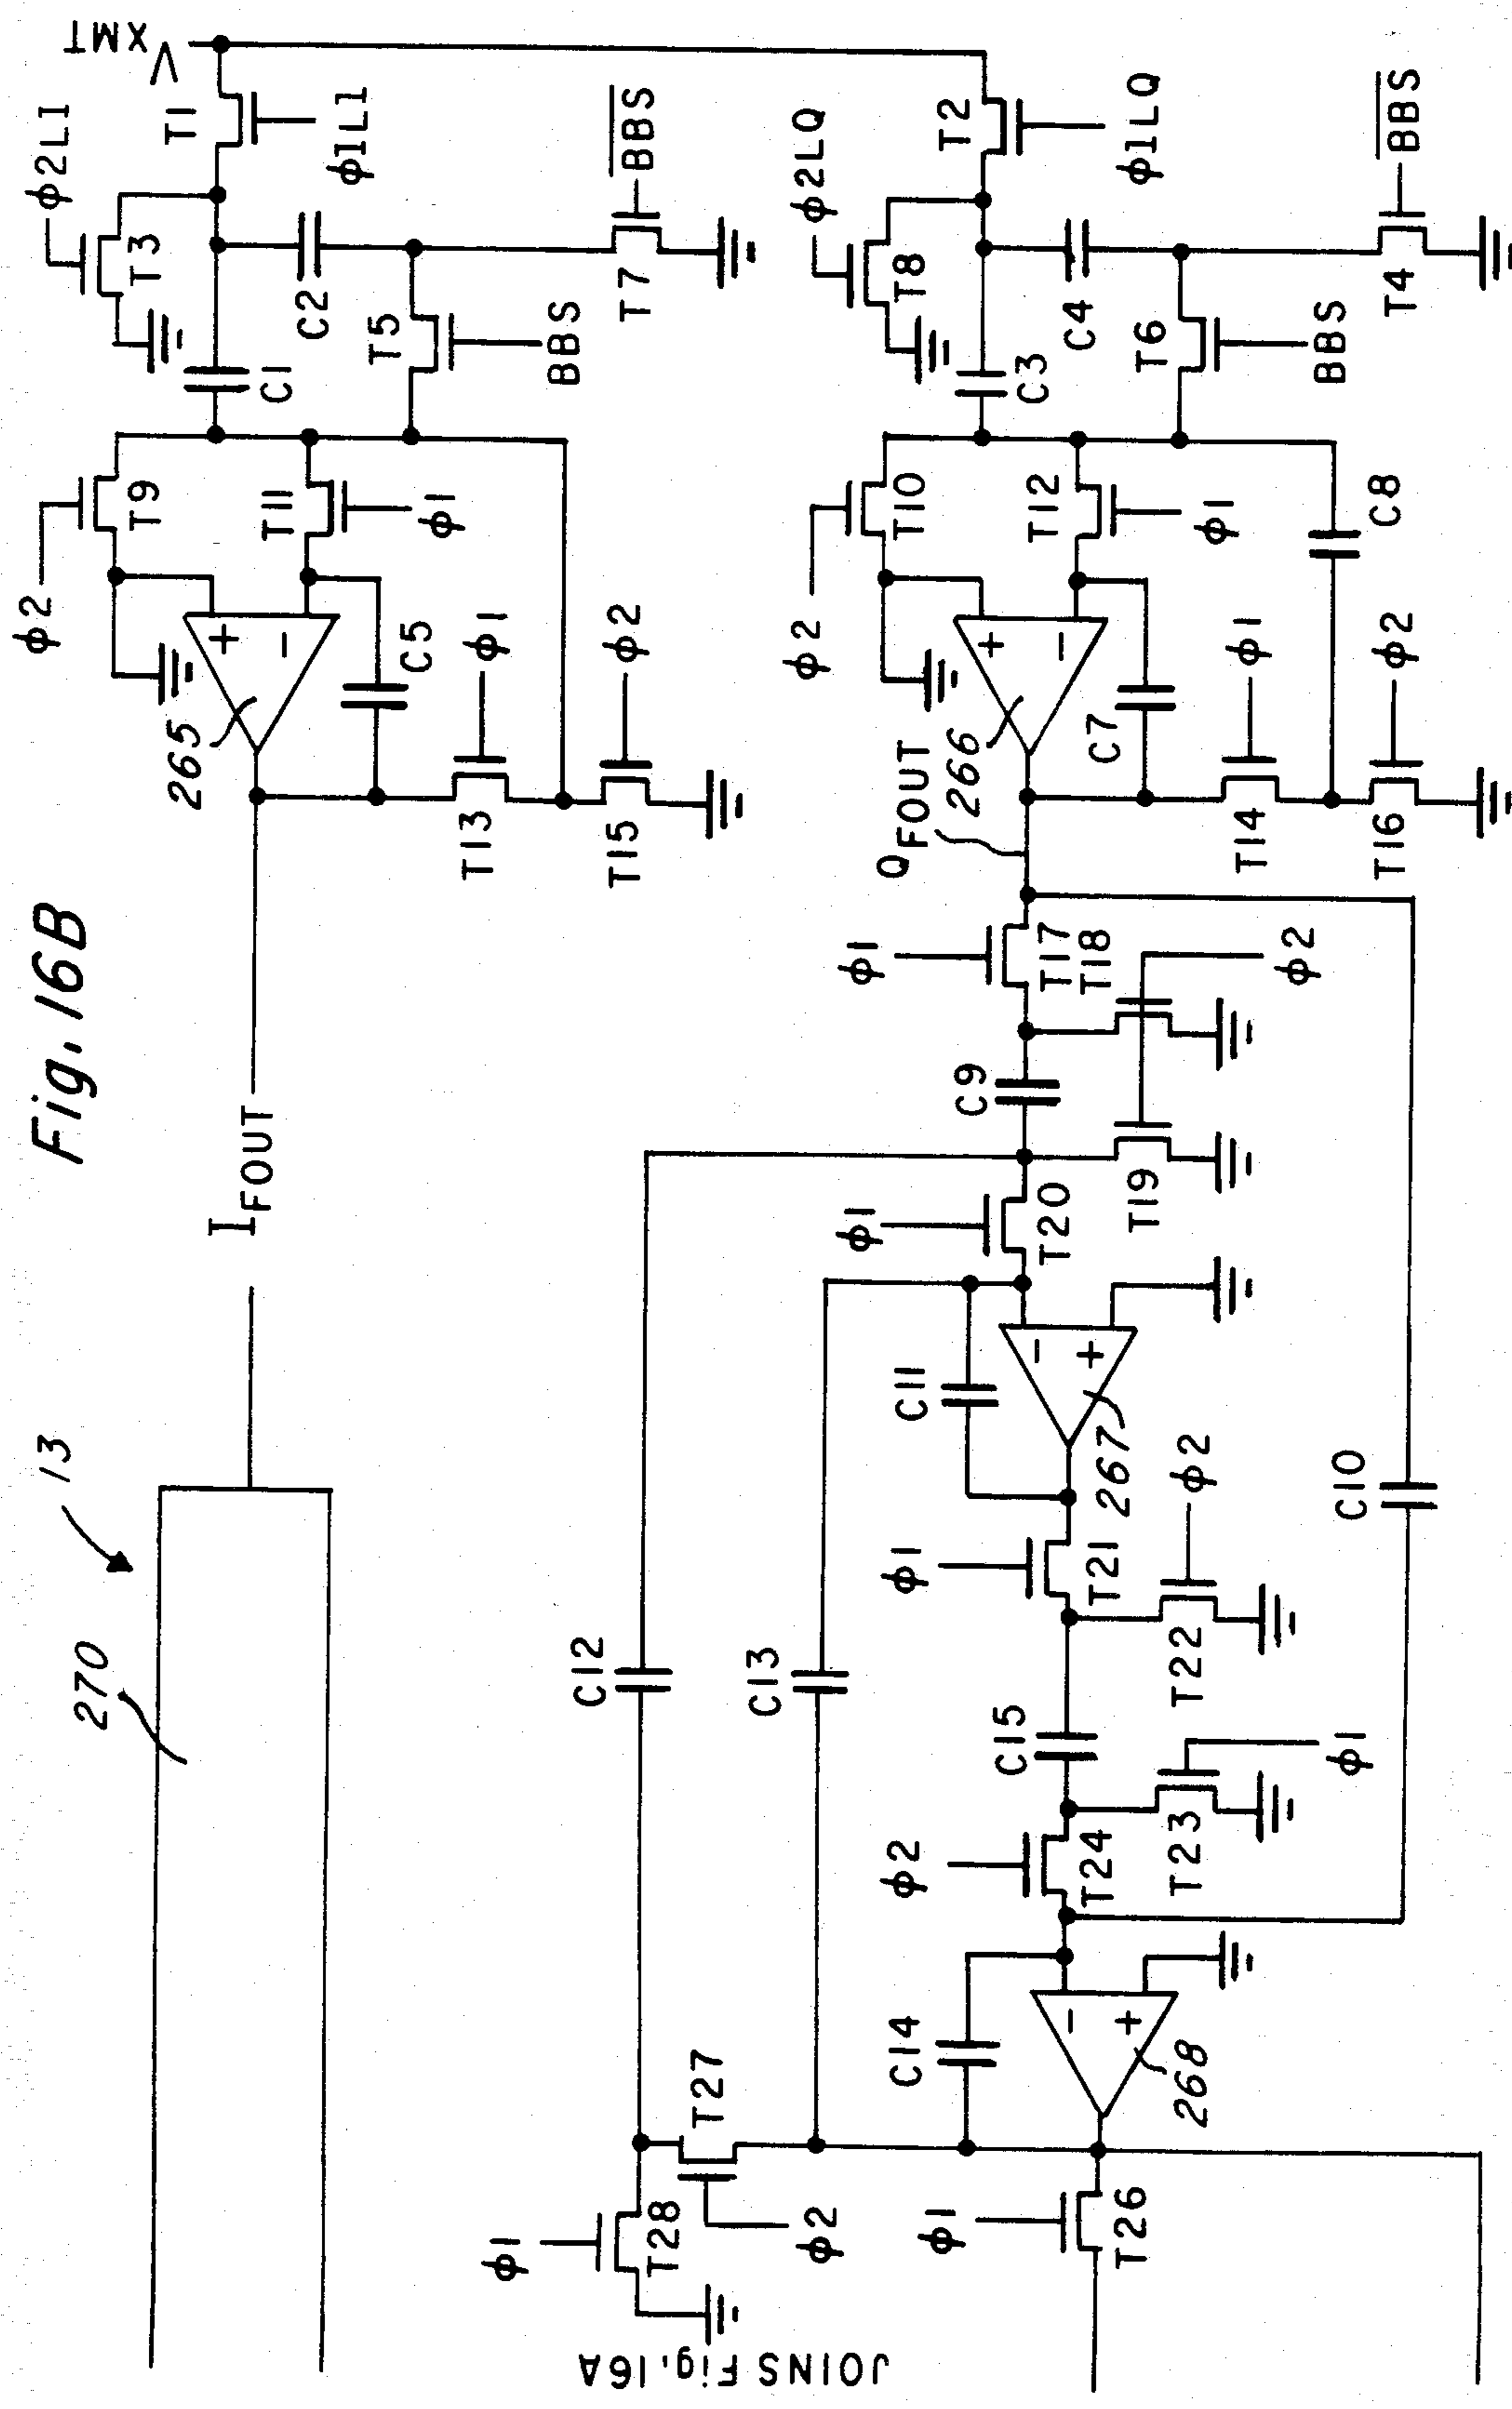 Fig. 16B
V XMT
T1
φ1L1
φ2LI
T3
C2
BBS
T7
T5
BBS
C1
φ2
T9
T11
φ1
265
C5
φ1
φ2
T13
T15
IFOUT
T2
φ1LQ
φ2LQ
T8
C4
BBS
T4
T6
BBS
C3
φ2
T10
T12
φ1
C8
266
C7
φ1
φ2
T14
T16
QFOUT
φ1
T17
T18
φ2
C9
T19
φ1
T20
C11
267
C10
φ1
T21
φ2
T22
13
270
C12
C13
C15
φ1
T23
φ2
T24
C14
268
T27
φ2
φ1
T28
φ1
T26
JOINS Fig. 16A